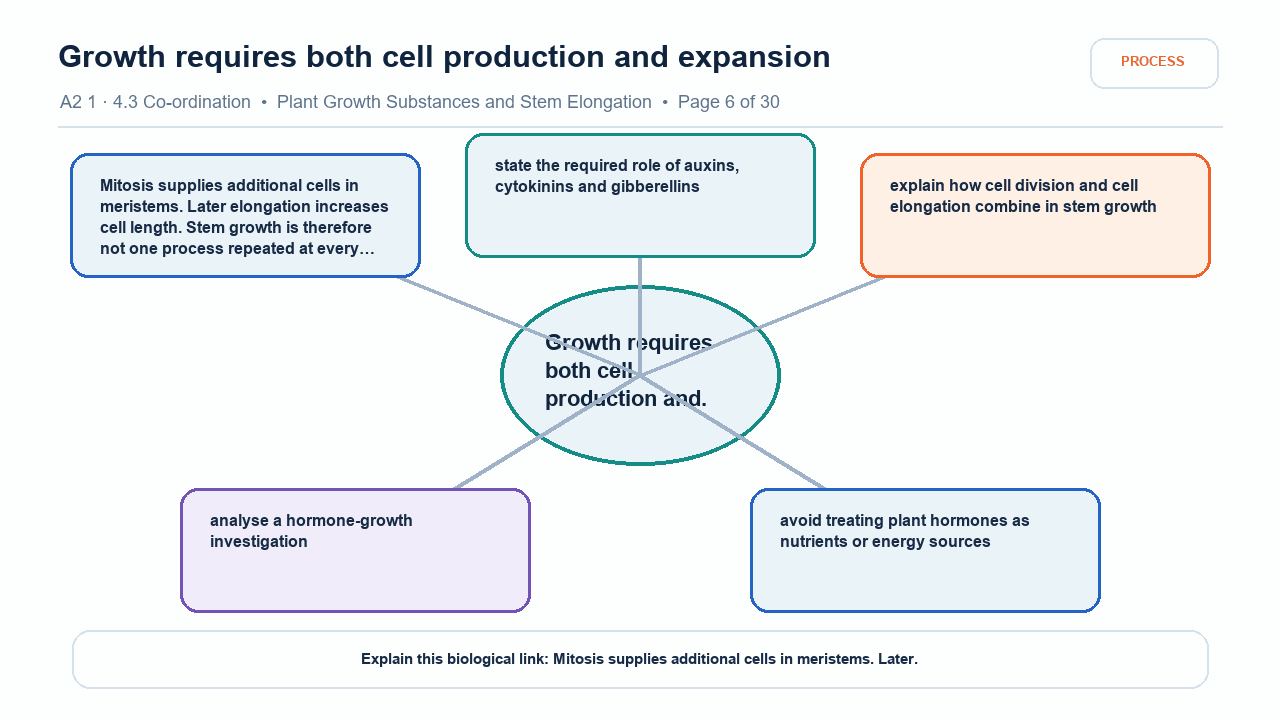 Growth requires both cell production and expansion
PROCESS
A2 1 · 4.3 Co-ordination • Plant Growth Substances and Stem Elongation • Page 6 of 30
Mitosis supplies additional cells in
meristems. Later elongation increases
cell length. Stem growth is therefore
not one process repeated at every…
state the required role of auxins,
cytokinins and gibberellins
explain how cell division and cell
elongation combine in stem growth
Growth requires
both cell
production and.
analyse a hormone-growth
investigation
avoid treating plant hormones as
nutrients or energy sources
Explain this biological link: Mitosis supplies additional cells in meristems. Later.